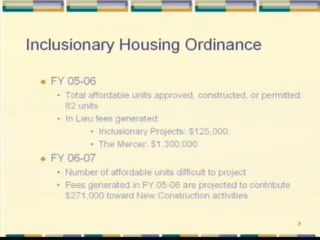 Inclusionary Housing Ordinance
FY 05-06
Total affordable units approved, constructed, or permitted:
82 units
In Lieu fees generated:
Inclusionary Projects: $125,000.
The Mercer: $1,300,000
FY 06-07
Number of affordable units difficult to project
Fees generated in FY 05-06 are projected to contribute
$271,000 toward New Construction activities
3